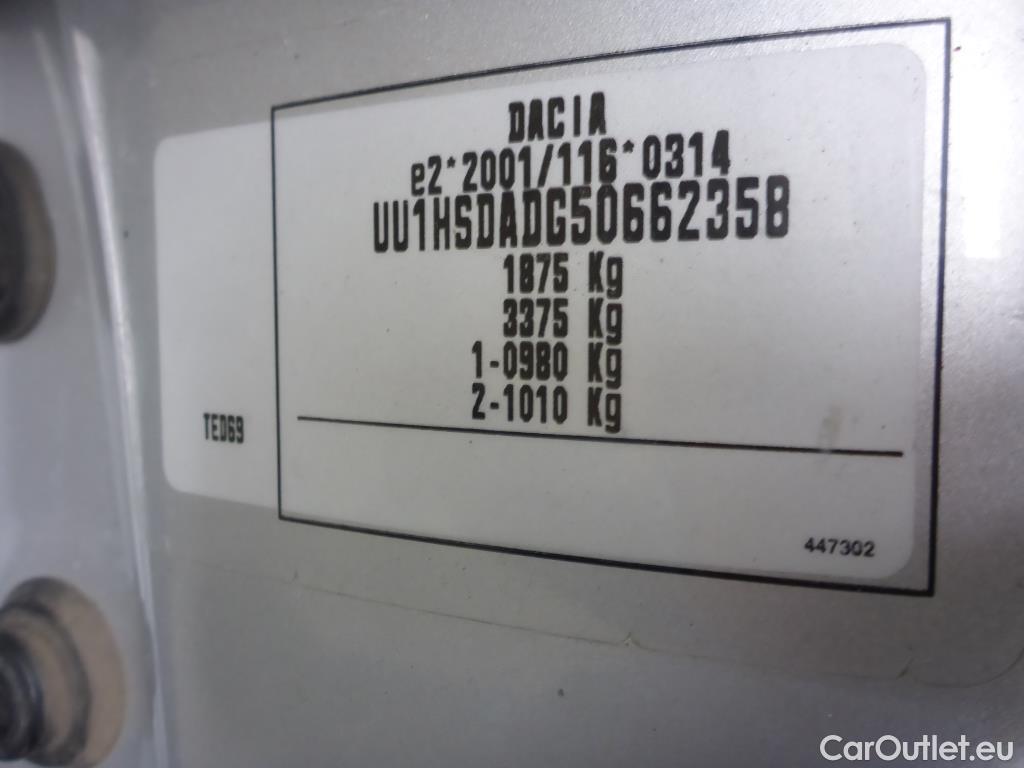 DACIA
e2*2001/116*0314
UU1HSDADG50662358
1875 Kg
3375 Kg
1-0980 Kg
2-1010 Kg
TED69
447302
CarOutlet.eu